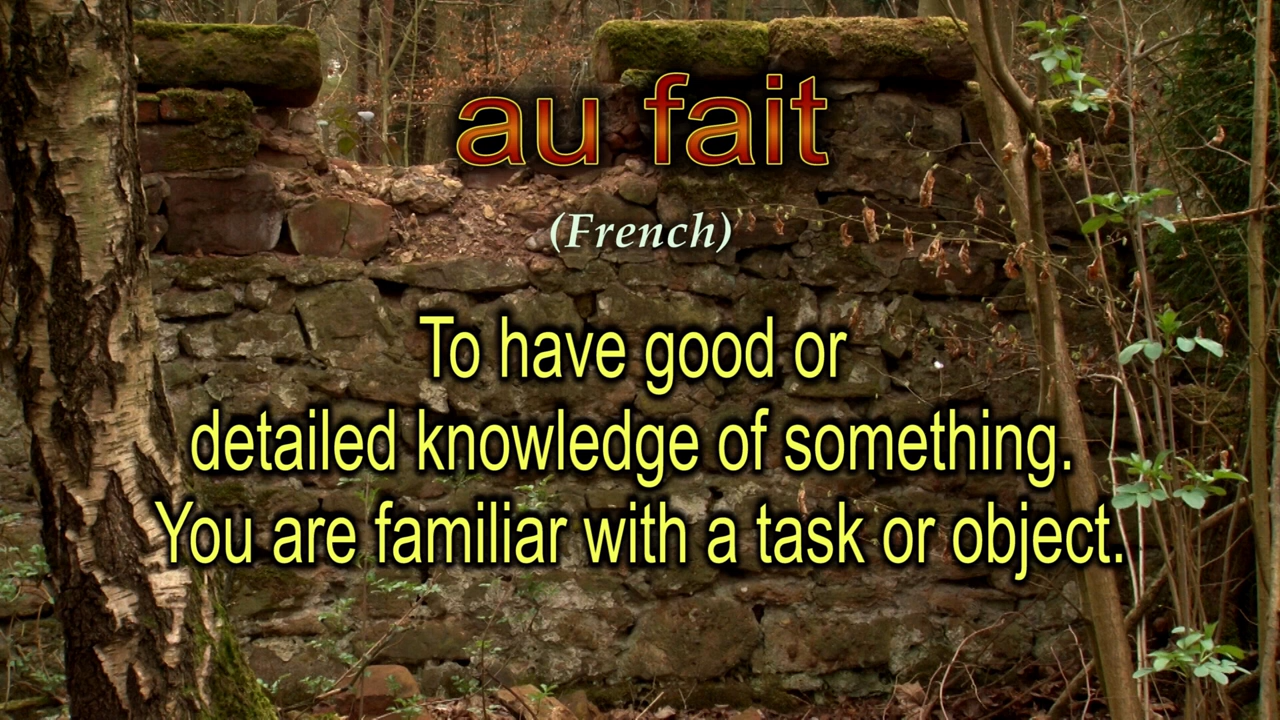 au fait
(French)
To have good or
detailed knowledge of something.
You are familiar with a task or object.